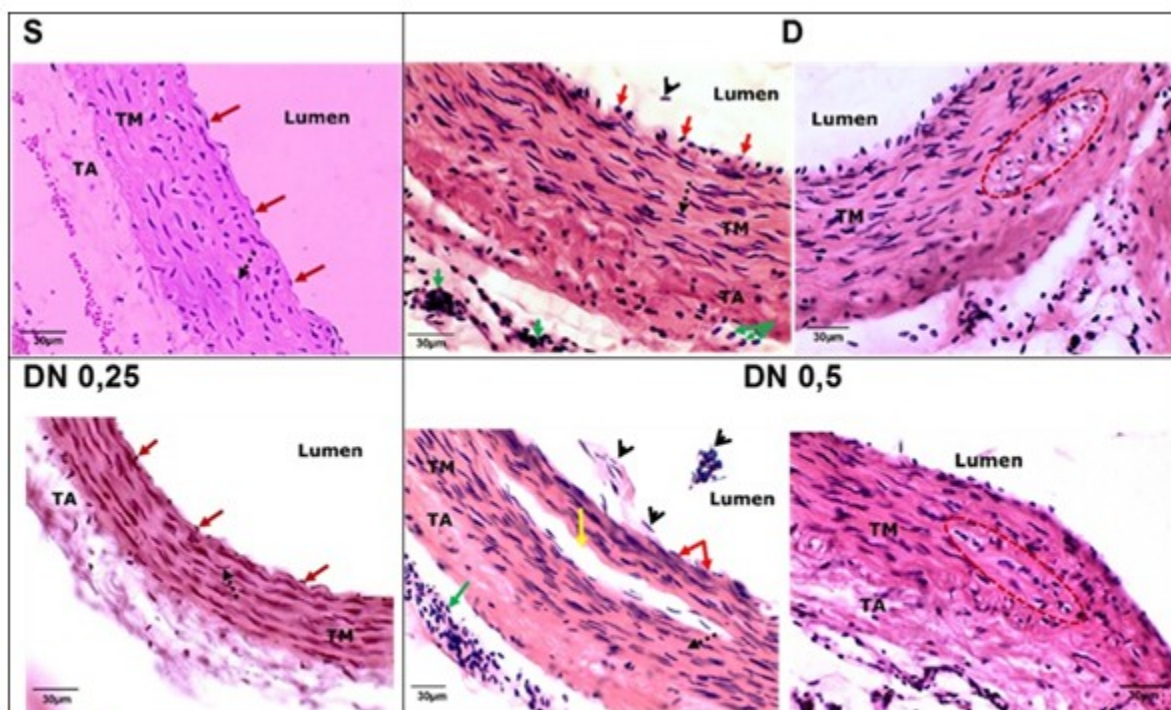 S
D
TM
TA
Lumen
30µm
Lumen
TM
TA
30µm
Lumen
TM
30µm
DN 0,25
DN 0,5
Lumen
TA
TM
30µm
TM
TA
Lumen
30µm
Lumen
TM
TA
30µm